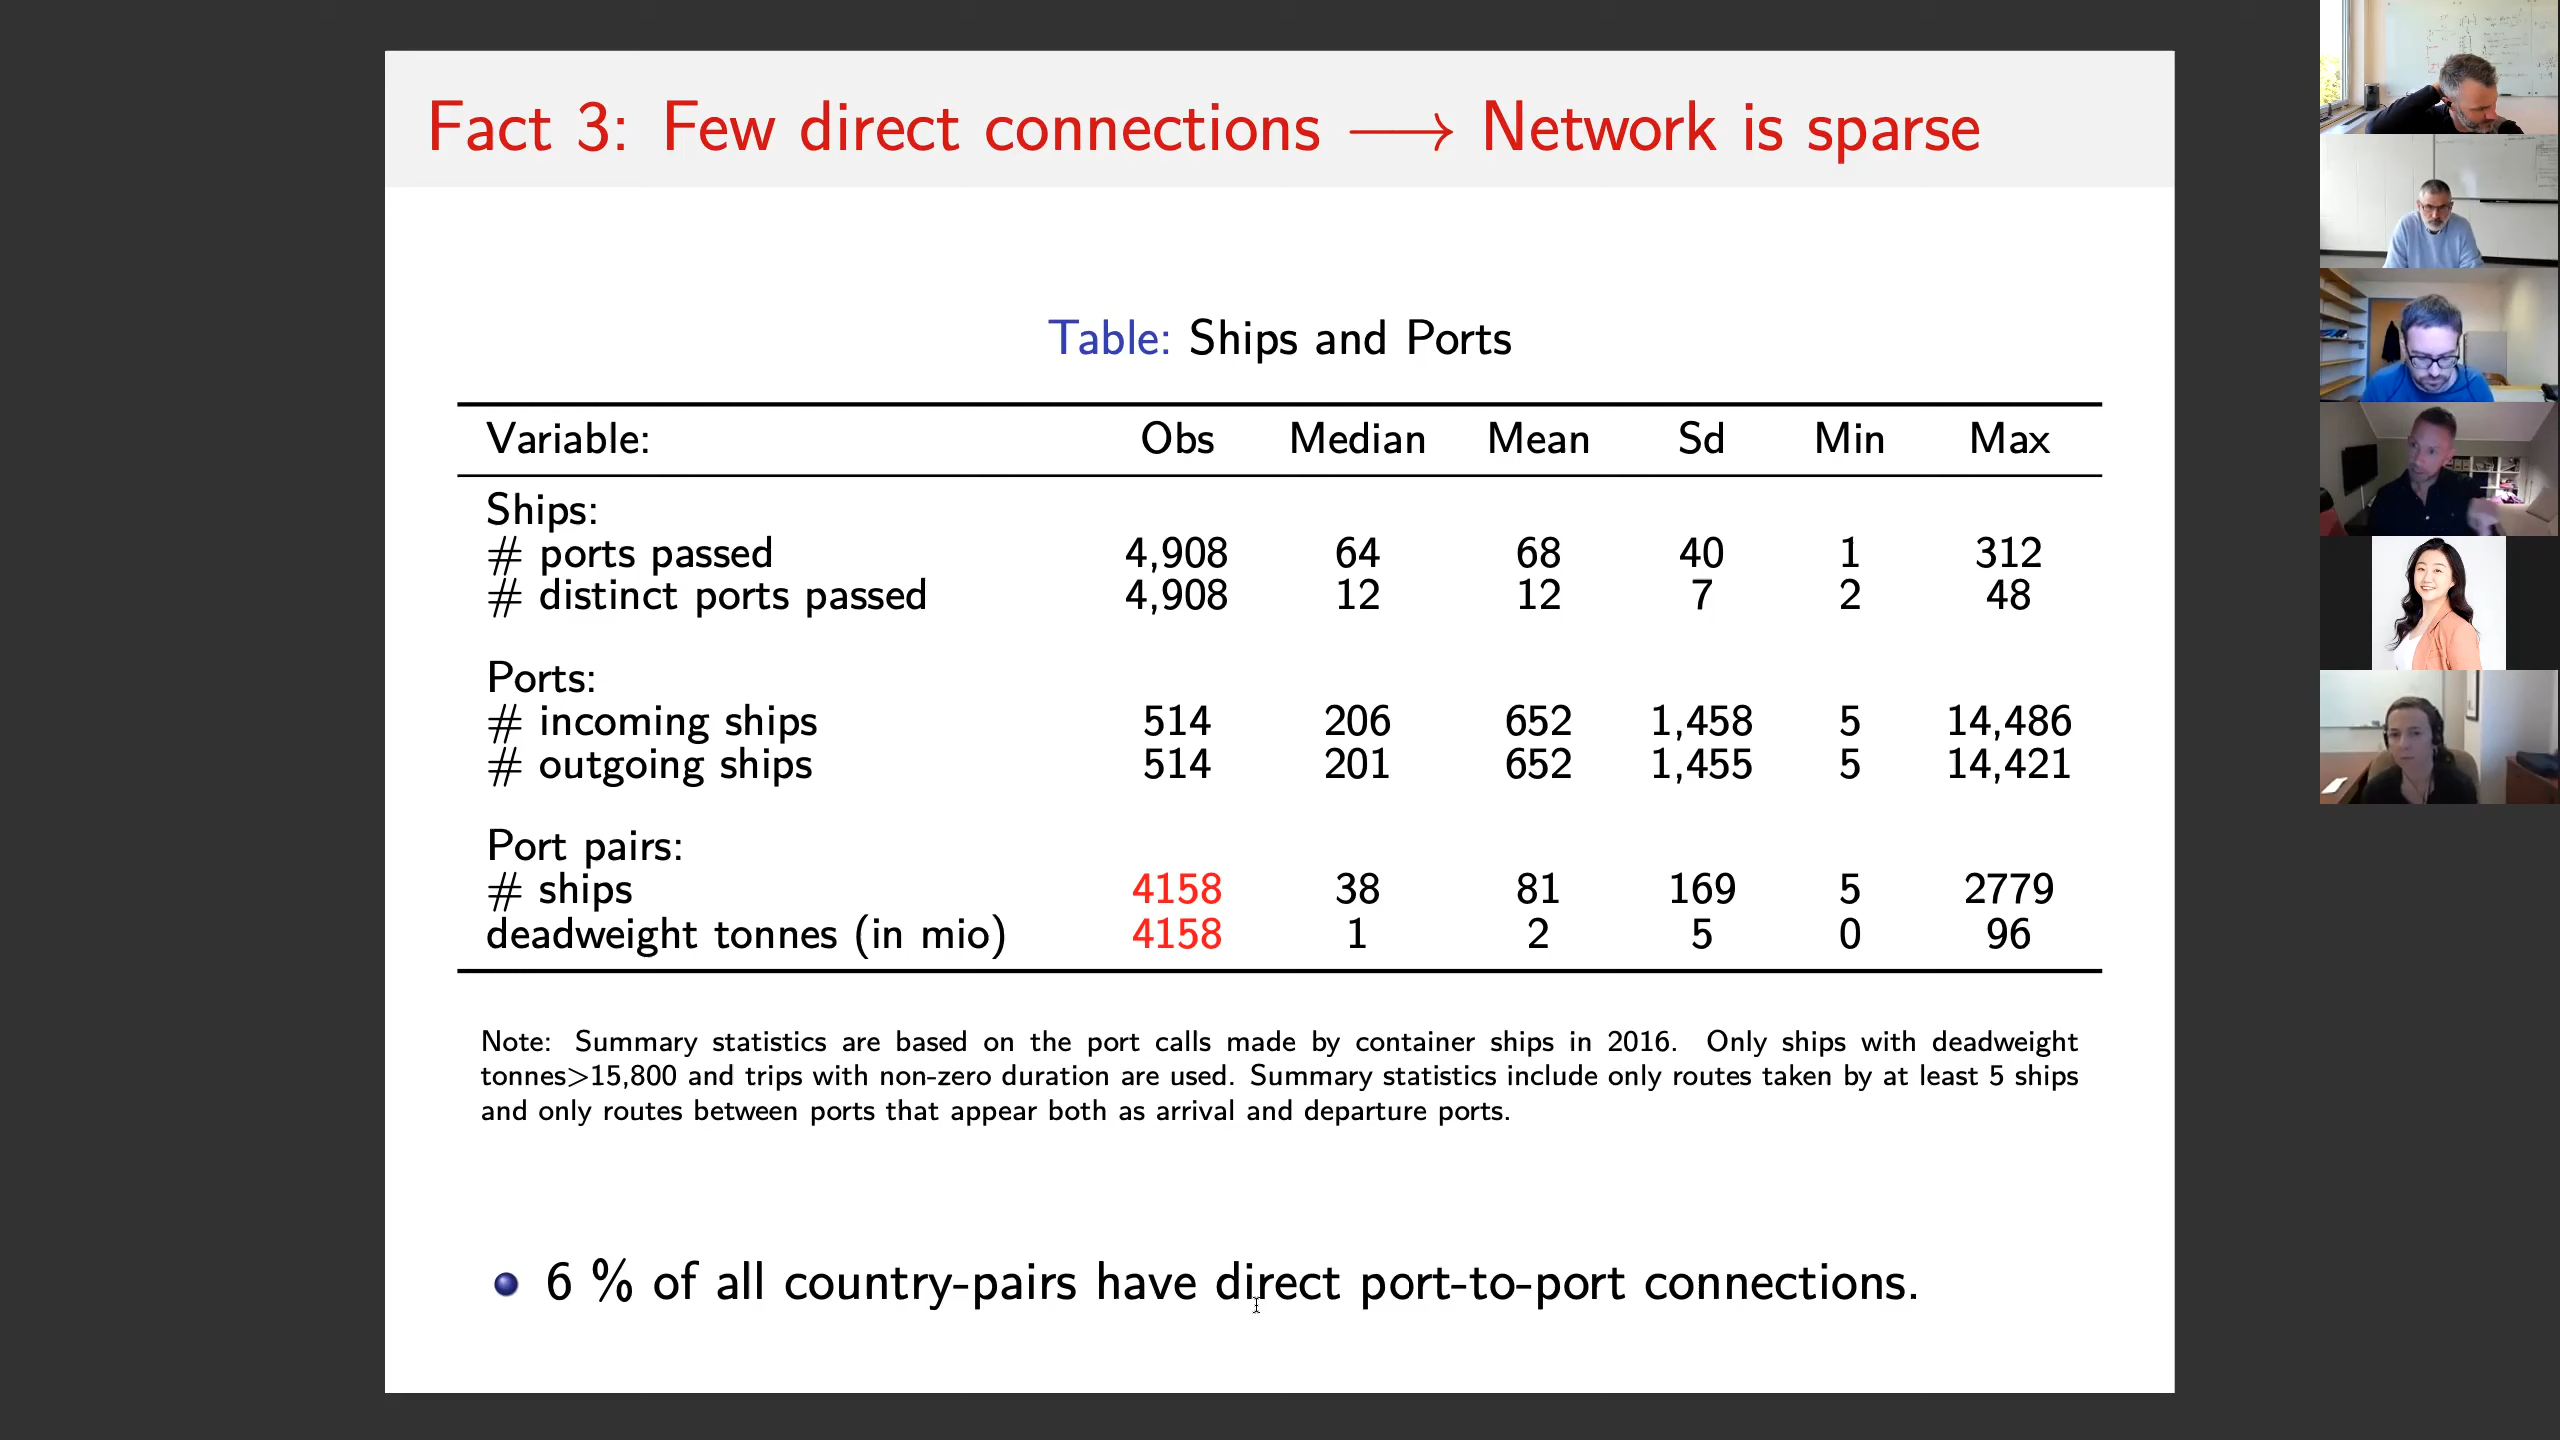 Fact 3: Few direct connections ⟶ Network is sparse
Table: Ships and Ports
Variable: Obs Median Mean Sd Min Max
Ships:
# ports passed 4,908 64 68 40 1 312
# distinct ports passed 4,908 12 12 7 2 48
Ports:
# incoming ships 514 206 652 1,458 5 14,486
# outgoing ships 514 201 652 1,455 5 14,421
Port pairs:
# ships 4158 38 81 169 5 2779
deadweight tonnes (in mio) 4158 1 2 5 0 96
Note: Summary statistics are based on the port calls made by container ships in 2016. Only ships with deadweight
tonnes>15,800 and trips with non-zero duration are used. Summary statistics include only routes taken by at least 5 ships
and only routes between ports that appear both as arrival and departure ports.
6 % of all country-pairs have direct port-to-port connections.